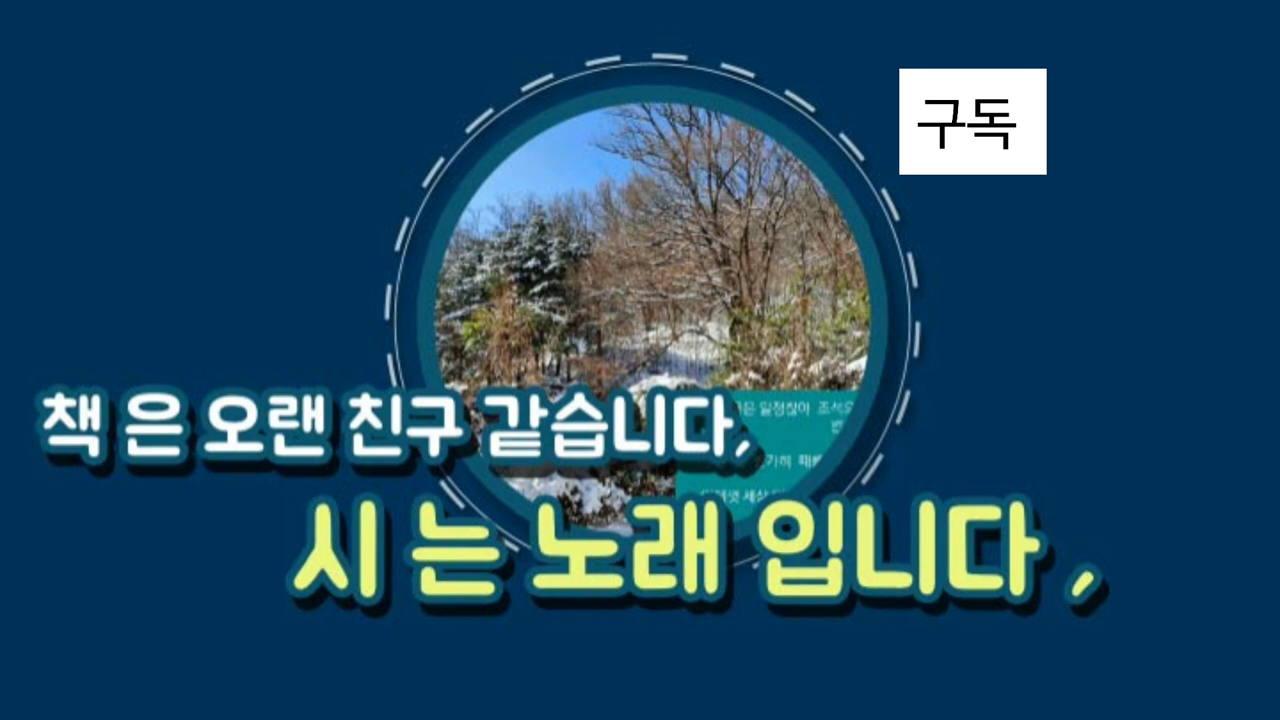 구독
책 은 오랜 친구 같습니다,
시 는 노래 입니다 ,